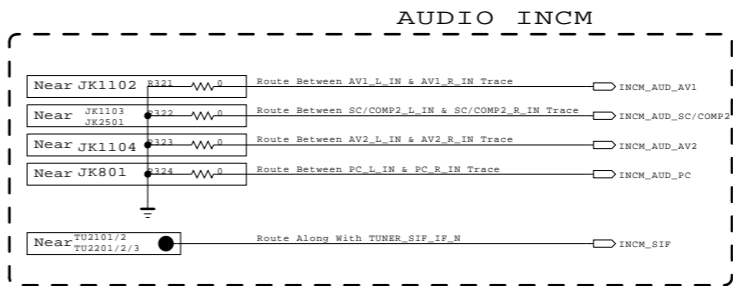 AUDIO INCM
Near JK1102 R321 0 Route Between AV1_L_IN & AV1_R_IN Trace INCM_AUD_AV1
Near JK1103 JK2501 R322 0 Route Between SC/COMP2_L_IN & SC/COMP2_R_IN Trace INCM_AUD_SC/COMP2
Near JK1104 R323 0 Route Between AV2_L_IN & AV2_R_IN Trace INCM_AUD_AV2
Near JK801 R324 0 Route Between PC_L_IN & PC_R_IN Trace INCM_AUD_PC
Near TU2101/2 TU2201/2/3 Route Along With TUNER_SIF_IF_N INCM_SIF